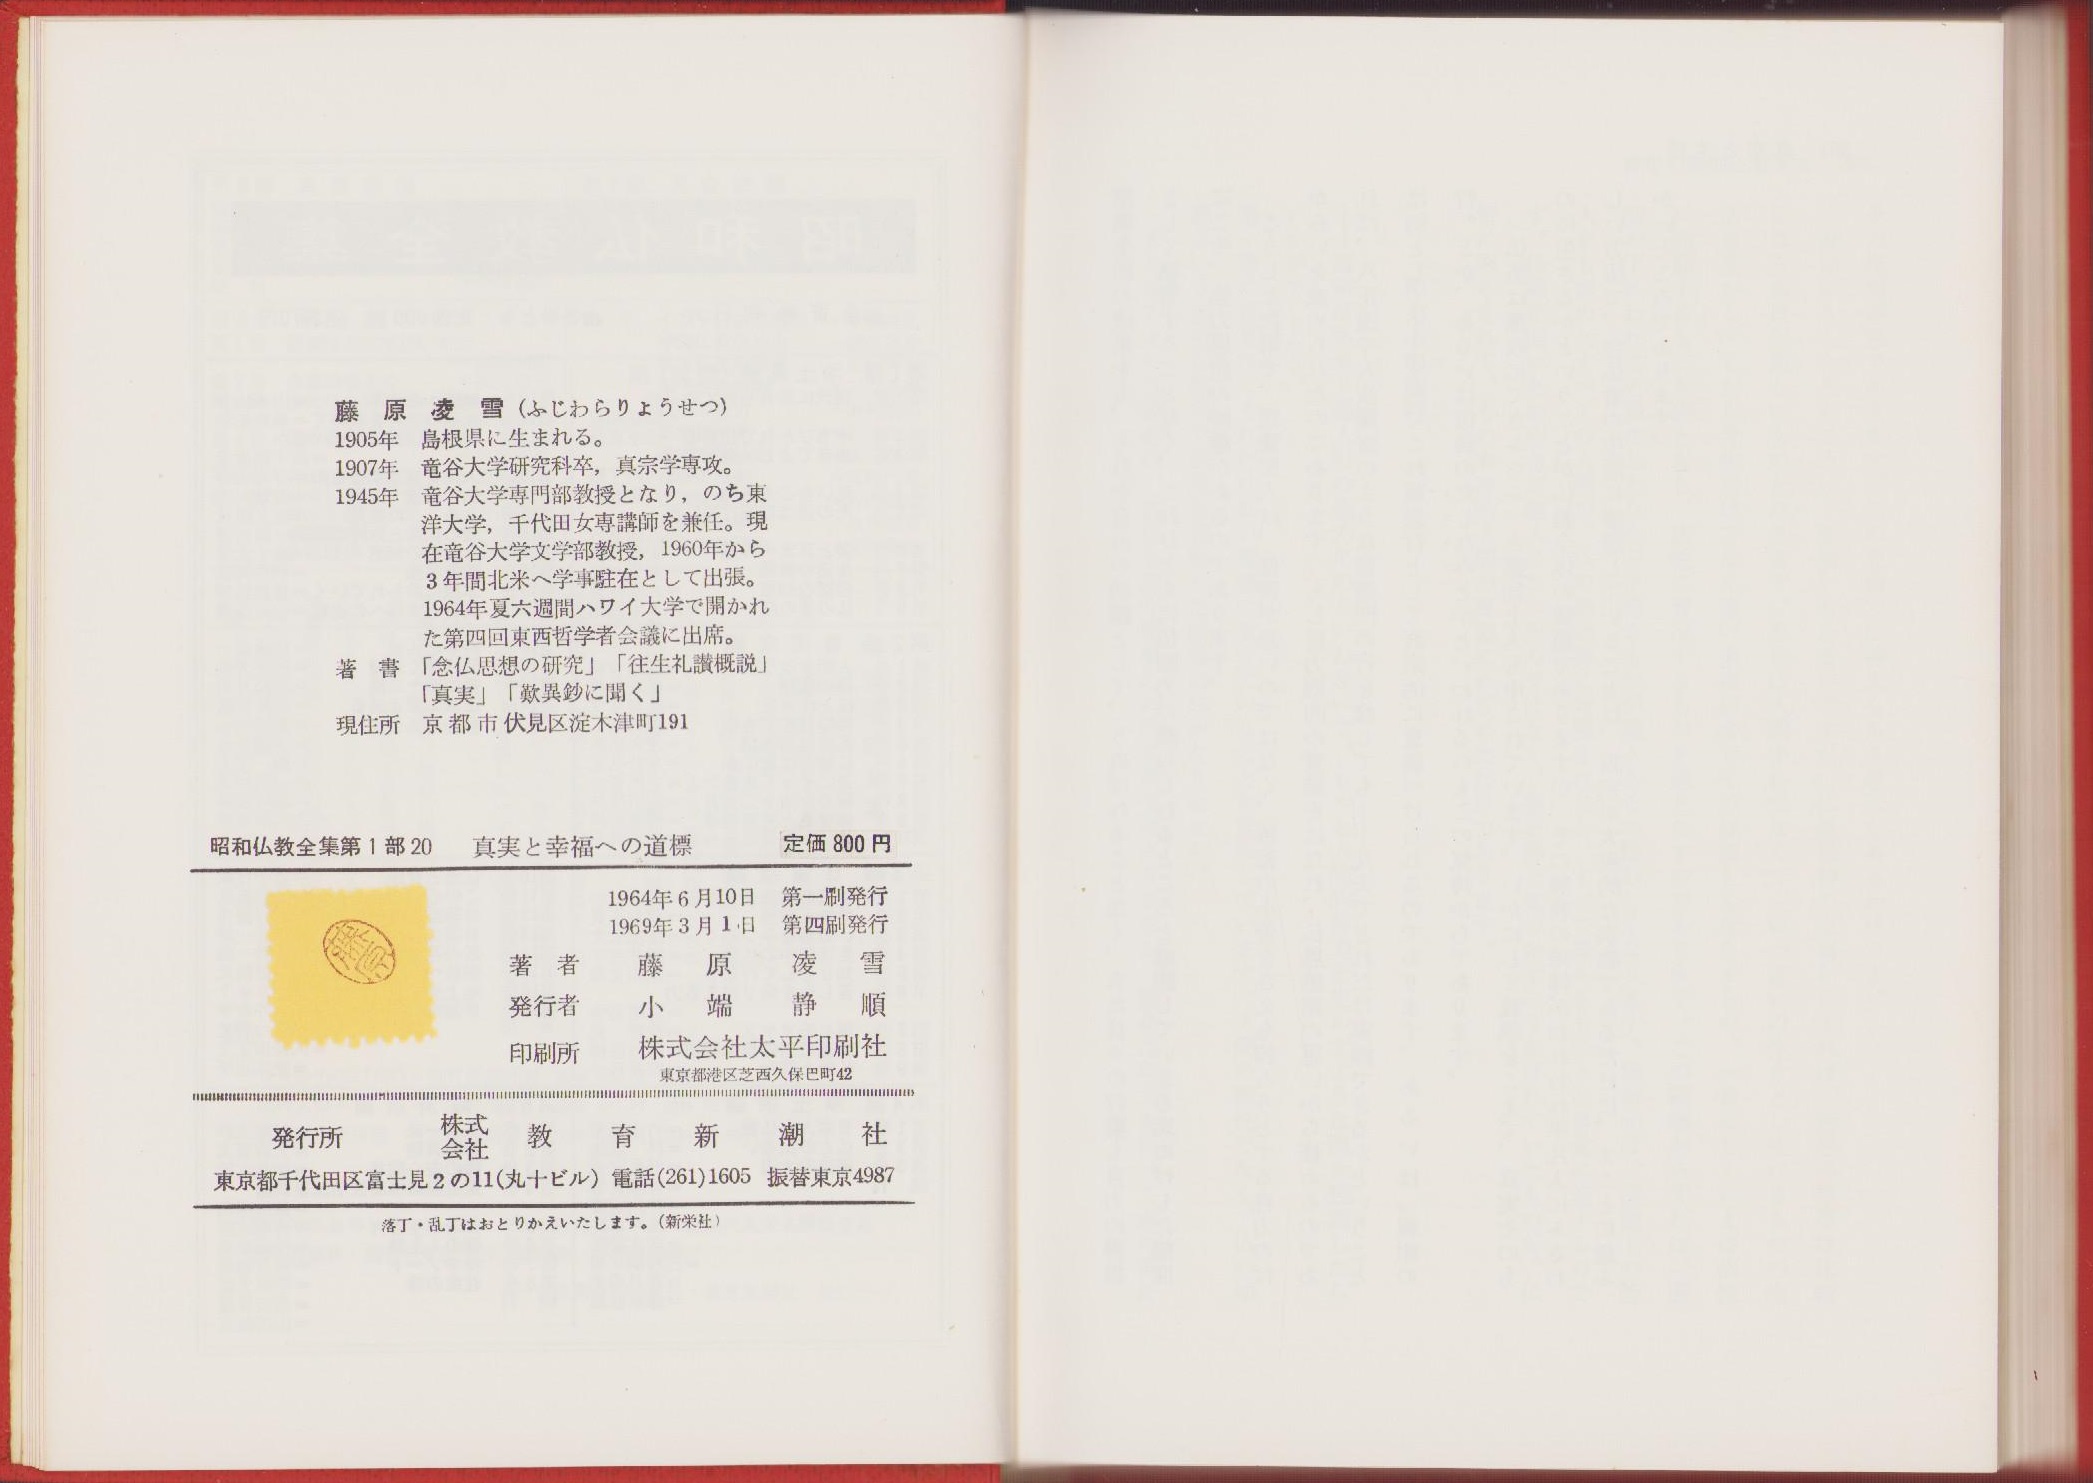 藤原凌雪(ふじわらりょうせつ)
1905年 島根県に生まれる。
1907年 竜谷大学研究科卒，真宗学専攻。
1945年 竜谷大学専門部教授となり，のち東
洋大学，千代田女専講師を兼任。現
在竜谷大学文学部教授，1960年から
3年間北米へ学事駐在として出張。
1964年夏六週間ハワイ大学で開かれ
た第四回東西哲学者会議に出席。
著書 「念仏思想の研究」「往生礼讃概説」
「真実」「歎異鈔に聞く」
現住所 京都市伏見区淀木津町191
昭和仏教全集第1部20 真実と幸福への道標 定価800円
1964年6月10日 第一刷発行
1969年3月1日 第四刷発行
著者 藤原凌雪
発行者 小端静順
印刷所 株式会社太平印刷社
東京都港区芝西久保巴町42
発行所 株式会社 教育新潮社
東京都千代田区富士見2の11(丸十ビル) 電話(261)1605 振替東京4987
落丁・乱丁はおとりかえいたします。(新栄社)